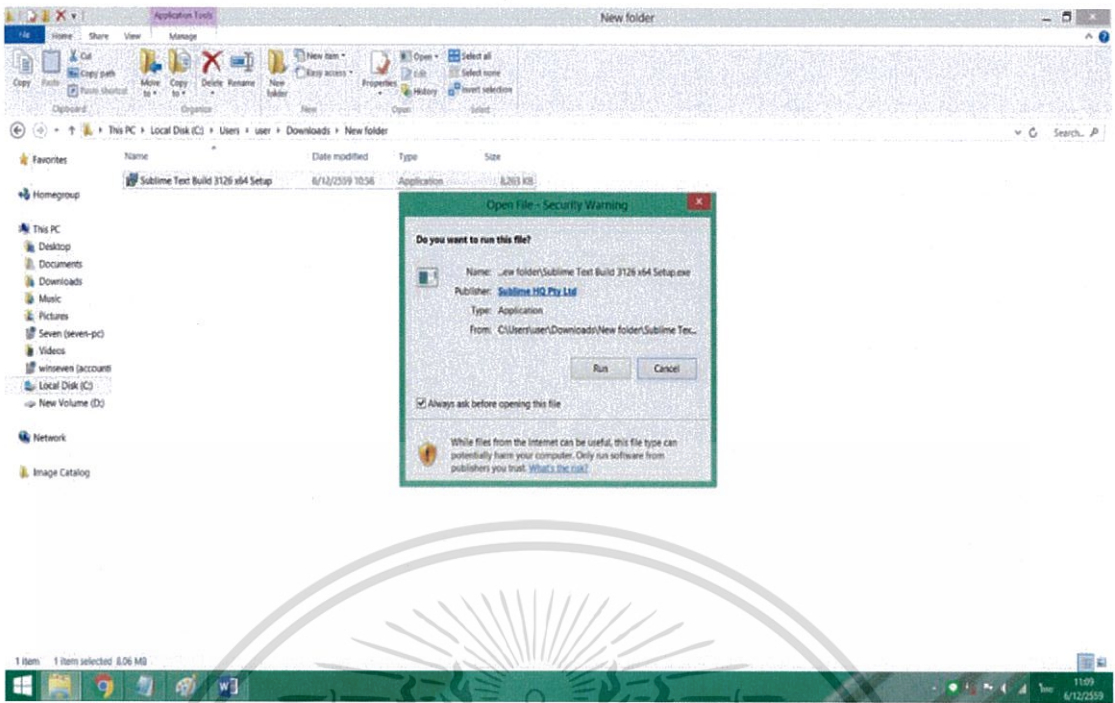 Application Tools
New folder
File Home Share View Manage
Copy
Paste
Cut
Copy path
Paste shortcut
Move to
Copy to
Delete
Rename
New folder
New item
Easy access
Properties
Open
Edit
History
Select all
Select none
Invert selection
Clipboard
Organize
New
Open
Select
This PC Local Disk (C:) Users user Downloads New folder
Search...
Favorites
Homegroup
This PC
Desktop
Documents
Downloads
Music
Pictures
Seven (seven-pc)
Videos
winseven (accounti
Local Disk (C:)
New Volume (D:)
Network
Image Catalog
Name Date modified Type Size
Sublime Text Build 3126 x64 Setup 6/12/2559 10:56 Application 8,263 KB
Open File - Security Warning
Do you want to run this file?
Name: ...ew folder\Sublime Text Build 3126 x64 Setup.exe
Publisher: Sublime HQ Pty Ltd
Type: Application
From: C:\Users\user\Downloads\New folder\Sublime Tex...
Run Cancel
Always ask before opening this file
While files from the Internet can be useful, this file type can
potentially harm your computer. Only run software from
publishers you trust. What's the risk?
1 item 1 item selected 8.06 MB
ไทย
11:09
6/12/2559